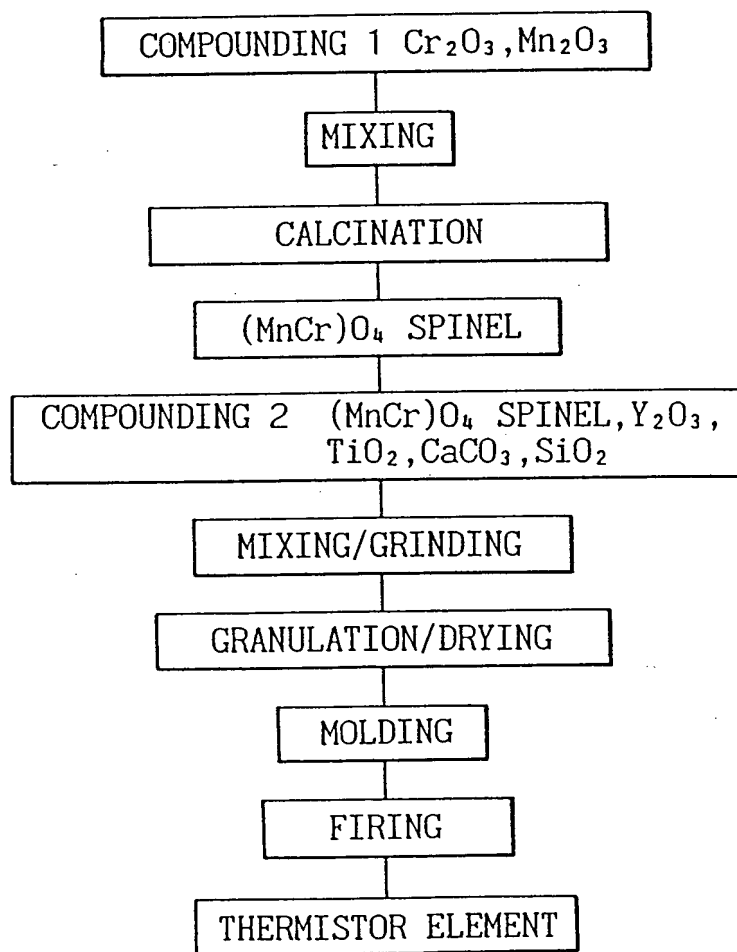 COMPOUNDING 1 Cr₂O₃,Mn₂O₃
MIXING
CALCINATION
(MnCr)O₄ SPINEL
COMPOUNDING 2 (MnCr)O₄ SPINEL,Y₂O₃,
TiO₂,CaCO₃,SiO₂
MIXING/GRINDING
GRANULATION/DRYING
MOLDING
FIRING
THERMISTOR ELEMENT